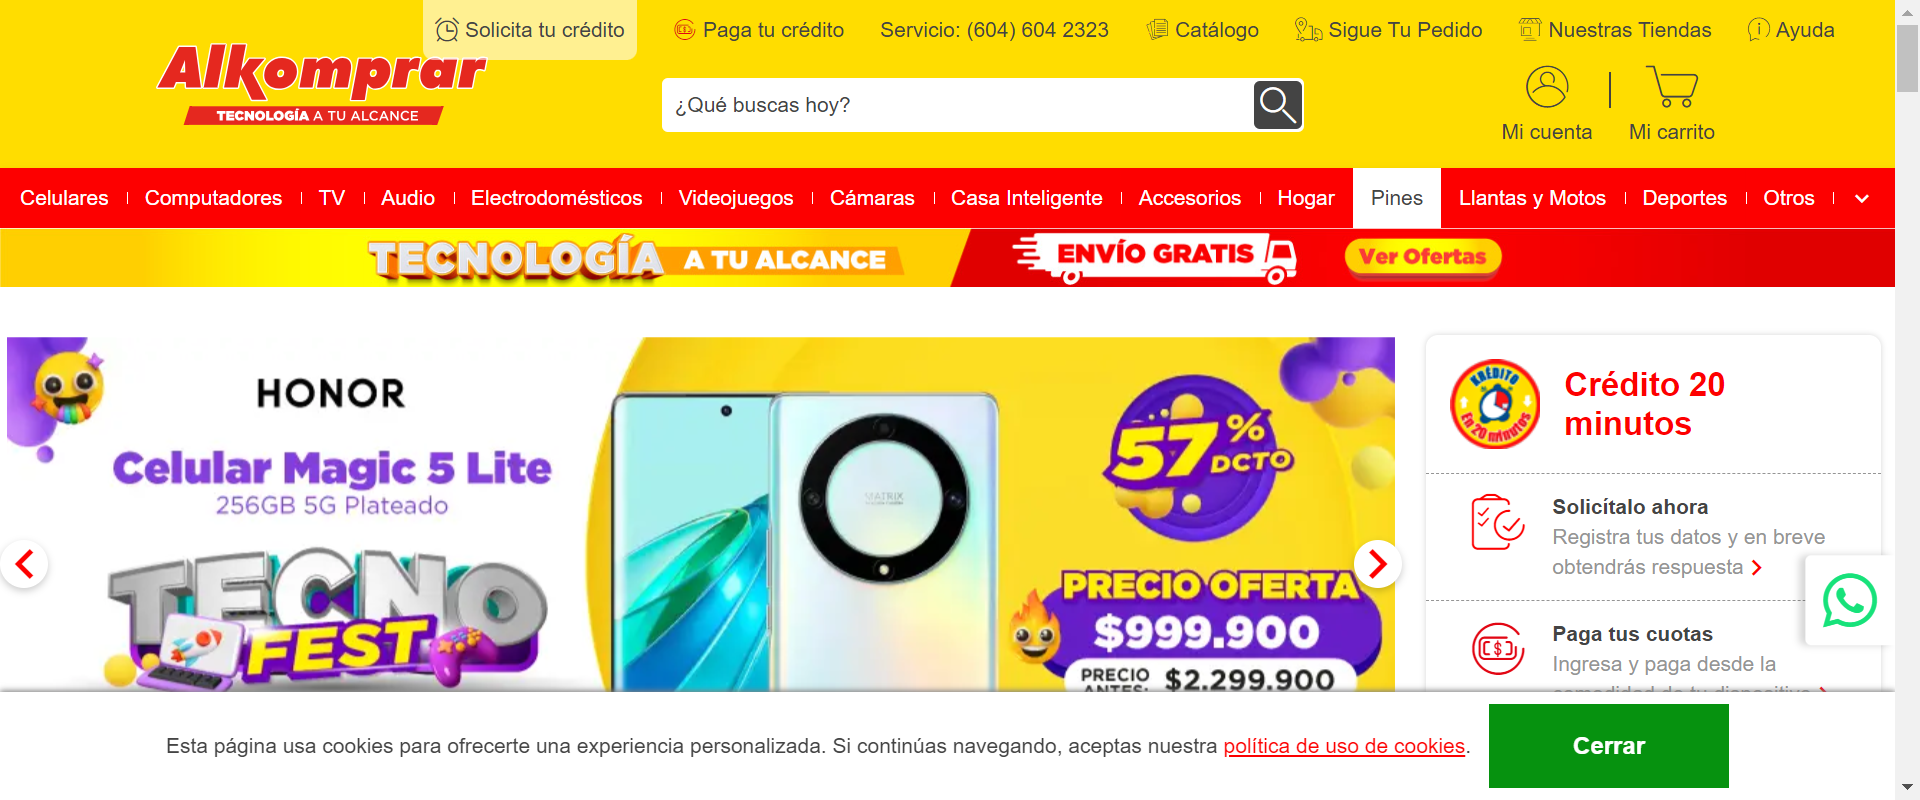 Solicita tu crédito
Paga tu crédito
Servicio: (604) 604 2323
Catálogo
Sigue Tu Pedido
Nuestras Tiendas
Ayuda
Alkomprar
TECNOLOGÍA A TU ALCANCE
¿Qué buscas hoy?
Mi cuenta
Mi carrito
Celulares
Computadores
TV
Audio
Electrodomésticos
Videojuegos
Cámaras
Casa Inteligente
Accesorios
Hogar
Pines
Llantas y Motos
Deportes
Otros
TECNOLOGÍA A TU ALCANCE
ENVÍO GRATIS
Ver Ofertas
HONOR
Celular Magic 5 Lite
256GB 5G Plateado
TECNO
FEST
MATRIX
57% DCTO
PRECIO OFERTA
$999.900
PRECIO
ANTES:
$2.299.900
KRÉDITO
En 20 minutos
Crédito 20
minutos
Solicítalo ahora
Registra tus datos y en breve
obtendrás respuesta
Paga tus cuotas
Ingresa y paga desde la
comodidad de tu dispositivo
Esta página usa cookies para ofrecerte una experiencia personalizada. Si continúas navegando, aceptas nuestra política de uso de cookies.
Cerrar